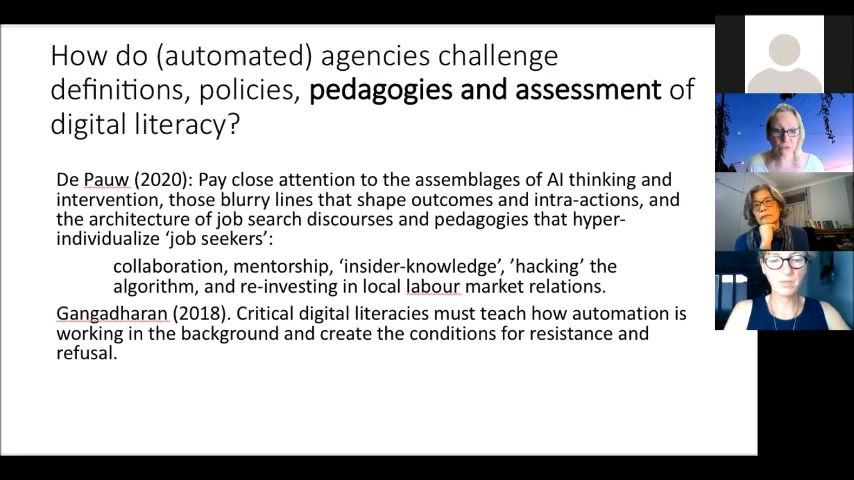 How do (automated) agencies challenge
definitions, policies, pedagogies and assessment of
digital literacy?
De Pauw (2020): Pay close attention to the assemblages of AI thinking and
intervention, those blurry lines that shape outcomes and intra-actions, and
the architecture of job search discourses and pedagogies that hyper-
individualize ‘job seekers’:
collaboration, mentorship, ‘insider-knowledge’, ’hacking’ the
algorithm, and re-investing in local labour market relations.
Gangadharan (2018). Critical digital literacies must teach how automation is
working in the background and create the conditions for resistance and
refusal.